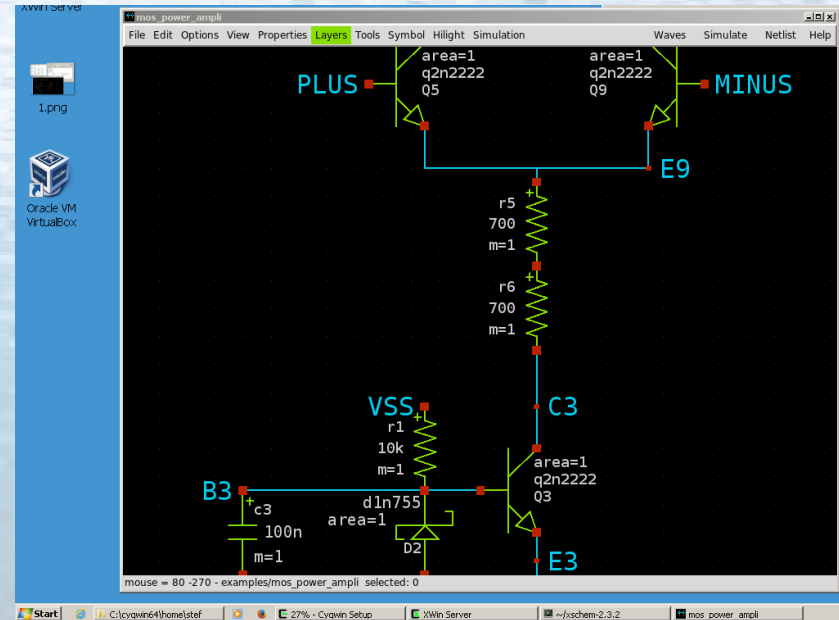 XWin Server
1.png
Oracle VM
VirtualBox
mos_power_ampli
File Edit Options View Properties Layers Tools Symbol Hilight Simulation Waves Simulate Netlist Help
PLUS
area=1
q2n2222
Q5
area=1
q2n2222
Q9
MINUS
E9
r5
700
m=1
r6
700
m=1
VSS
C3
r1
10k
m=1
area=1
q2n2222
Q3
B3
c3
100n
m=1
d1n755
area=1
D2
E3
mouse = 80 -270 - examples/mos_power_ampli selected: 0
Start C:\cygwin64\home\stef 27% - Cygwin Setup XWin Server ~/xschem-2.3.2 mos_power_ampli